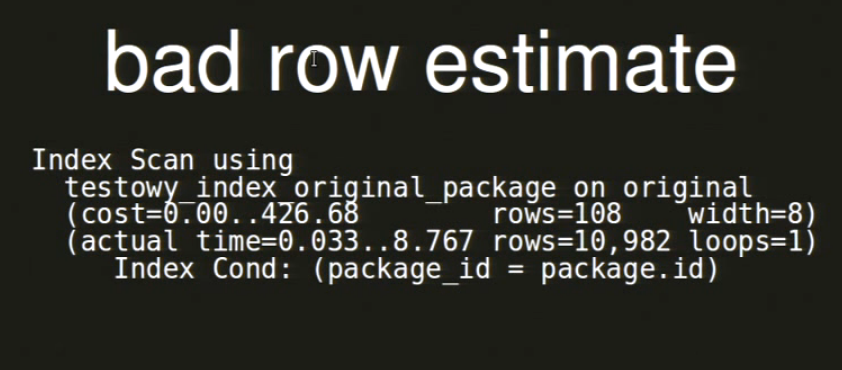 bad row estimate
Index Scan using
testowy_index_original_package on original
(cost=0.00..426.68 rows=108 width=8)
(actual time=0.033..8.767 rows=10,982 loops=1)
Index Cond: (package_id = package.id)